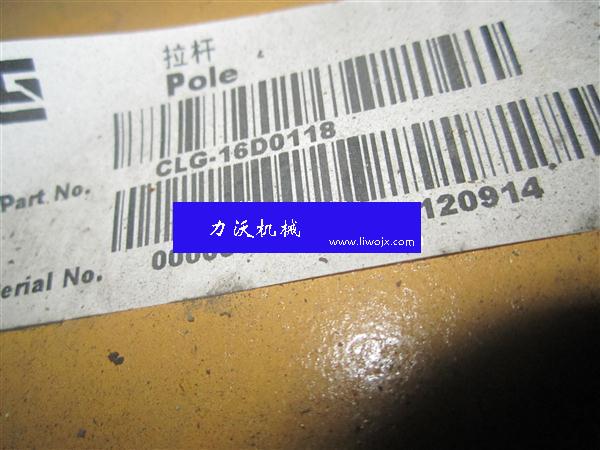 拉杆
Pole
Part No.
CLG-16D0118
erial No.
120914
力沃机械
www.liwojx.com